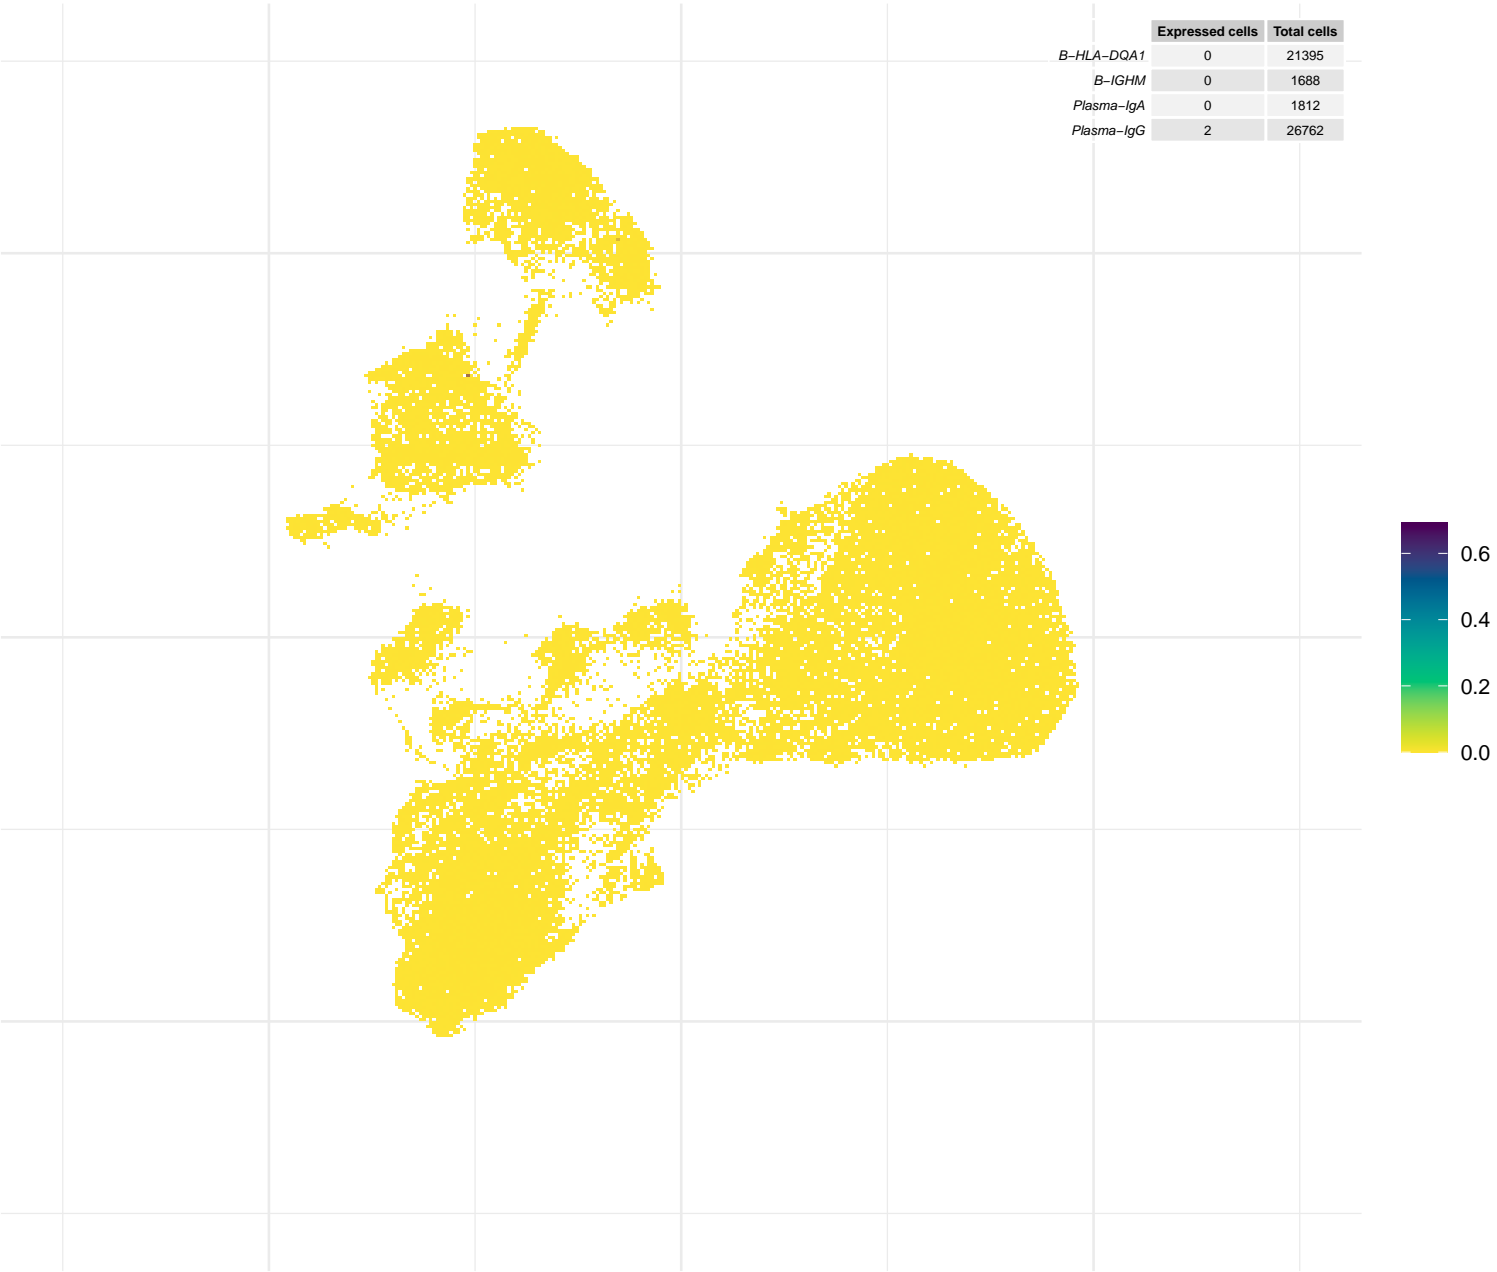 Expressed cells Total cells
B−HLA−DQA1 0 21395
B−IGHM 0 1688
Plasma−IgA 0 1812
Plasma−IgG 2 26762
0.6
0.4
0.2
0.0